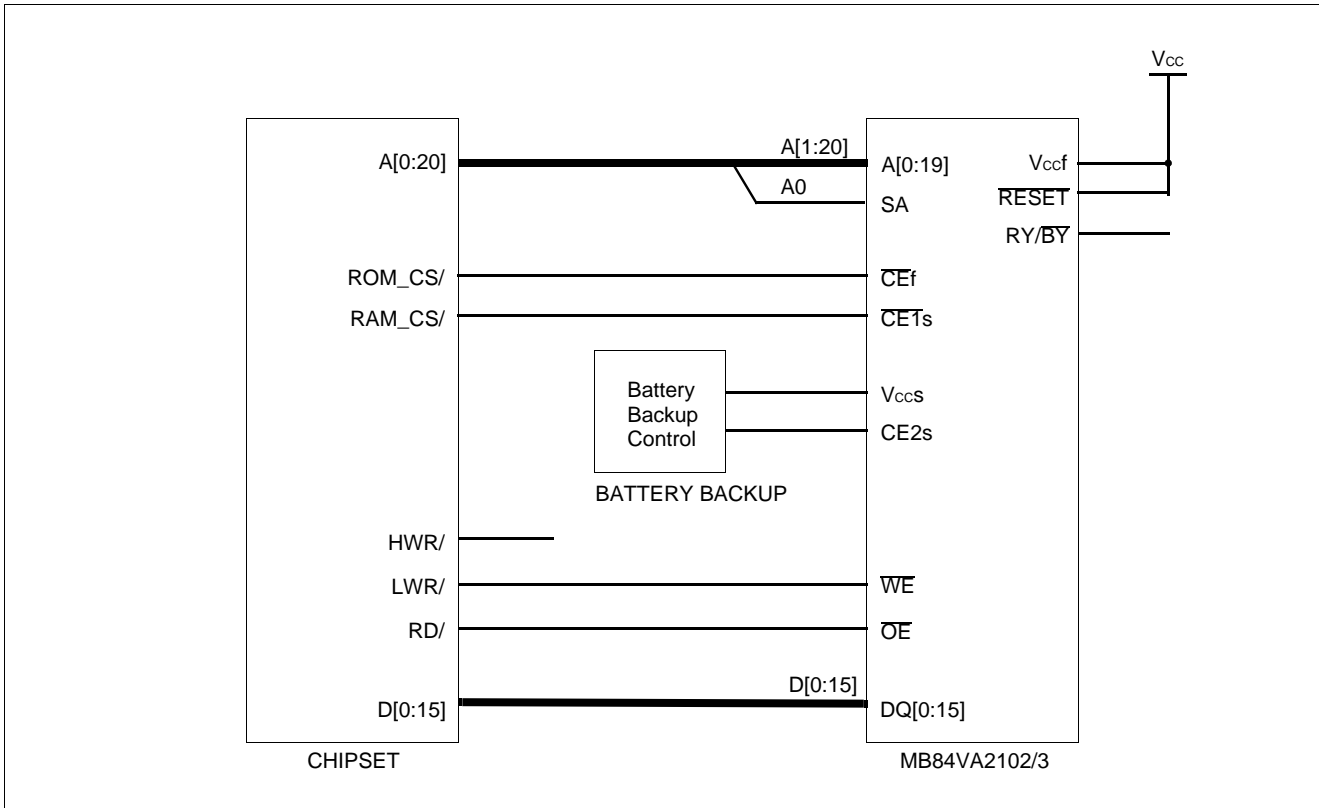 Vcc
A[0:20]
A[1:20]
A0
A[0:19]
SA
Vccf
RESET
RY/BY
ROM_CS/
RAM_CS/
CEf
CE1s
Battery
Backup
Control
BATTERY BACKUP
Vccs
CE2s
HWR/
LWR/
RD/
WE
OE
D[0:15]
D[0:15]
DQ[0:15]
CHIPSET
MB84VA2102/3